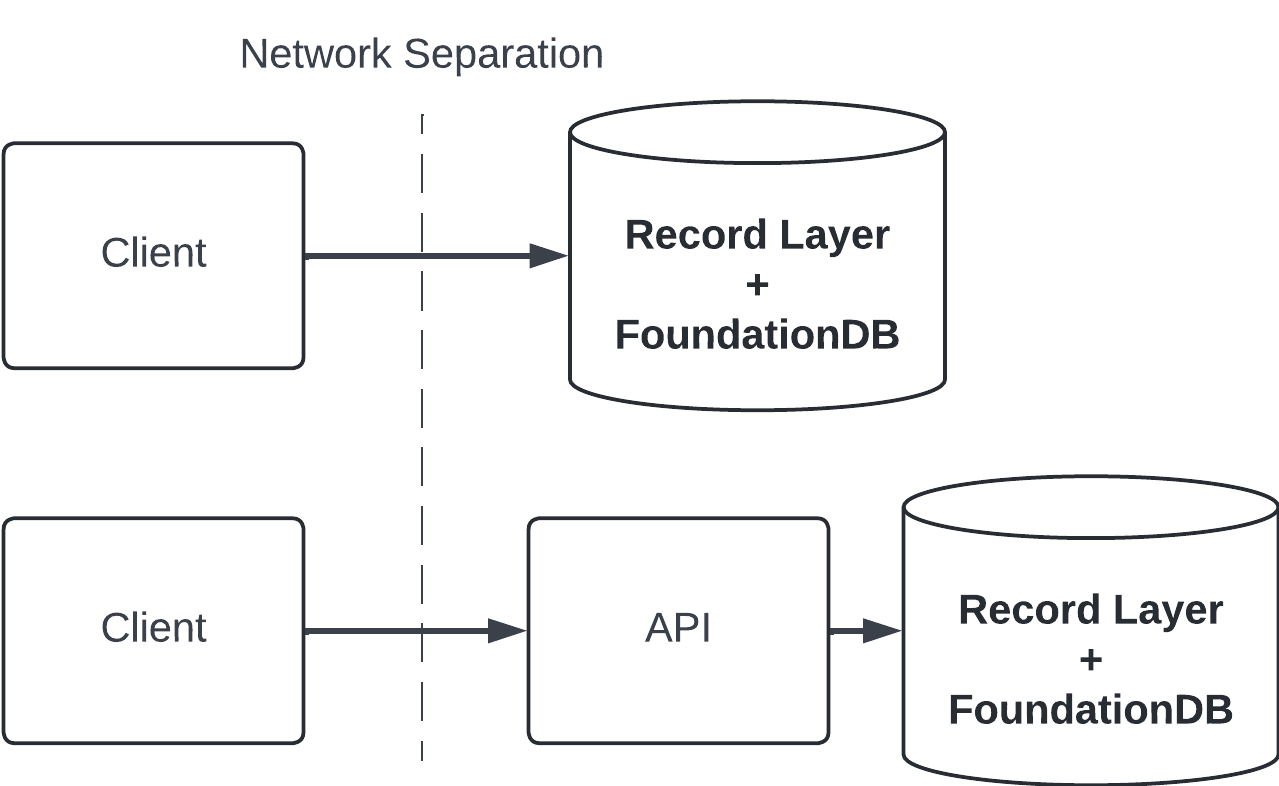 Network Separation
Client
Record Layer
+
FoundationDB
Client
API
Record Layer
+
FoundationDB